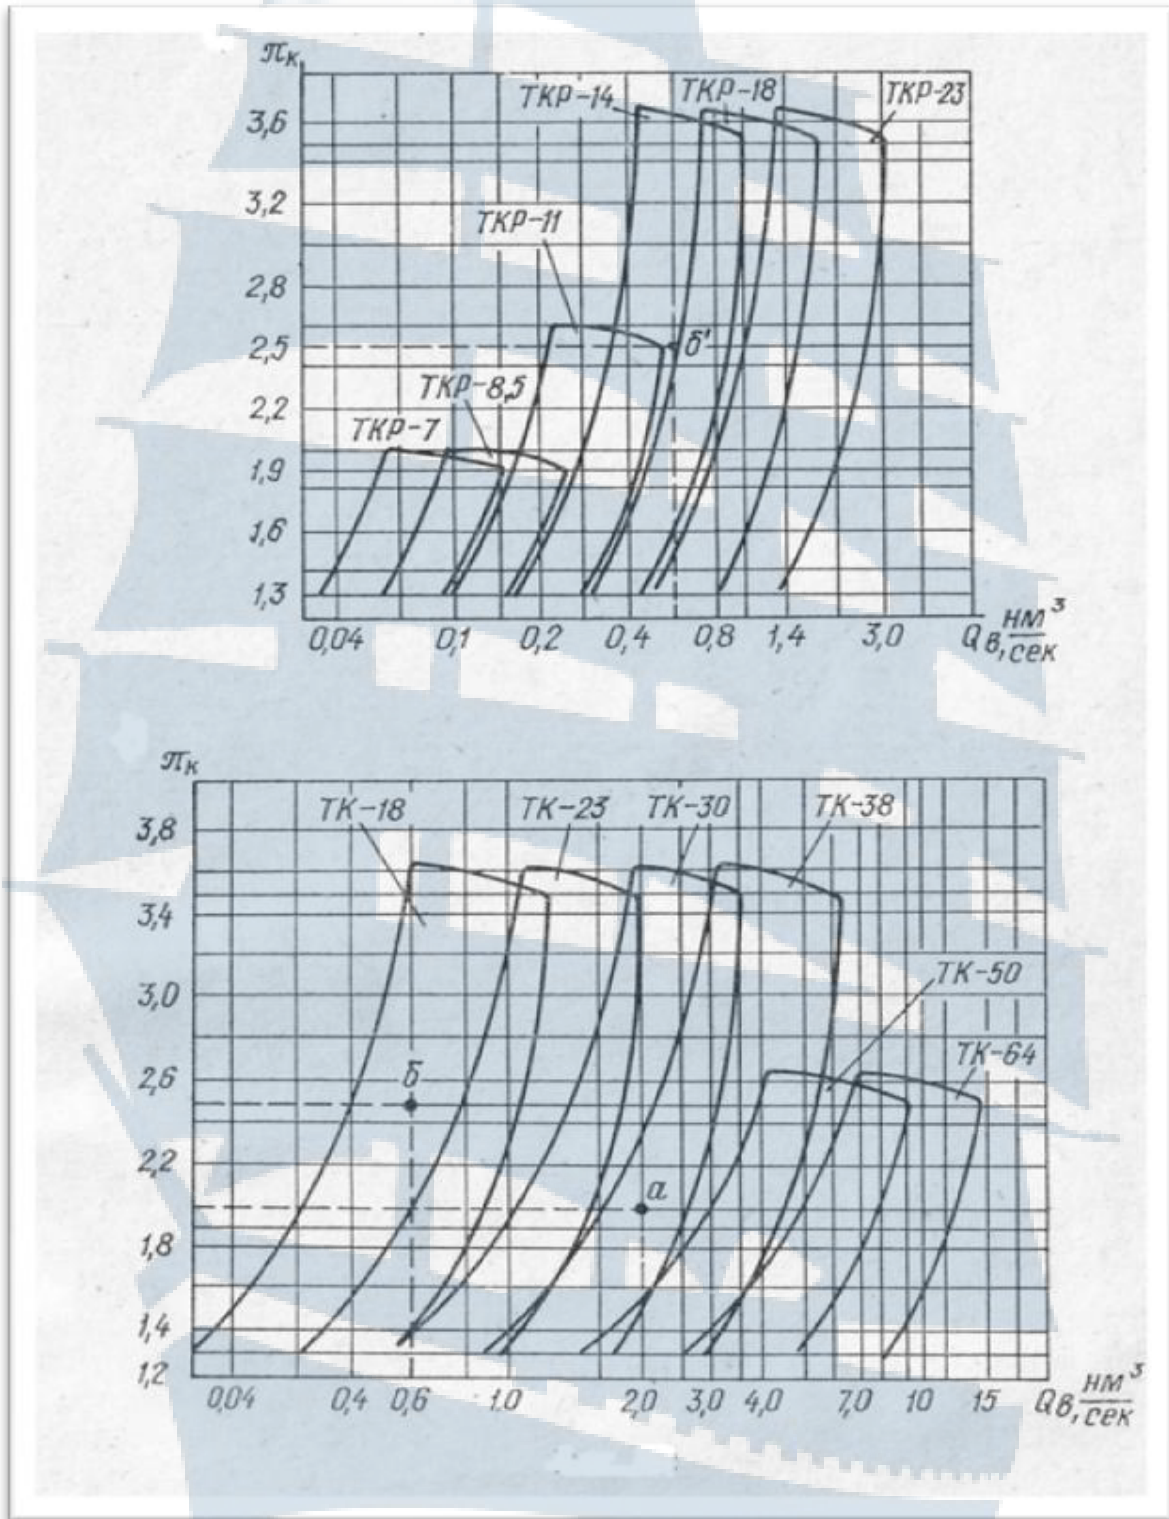 πк
ТКР-14 ТКР-18 ТКР-23
3,6
3,2
ТКР-11
2,8
2,5
б'
ТКР-8,5
2,2
ТКР-7
1,9
1,6
1,3
0,04 0,1 0,2 0,4 0,8 1,4 3,0 Qв, нм³/сек
πк
ТК-18 ТК-23 ТК-30 ТК-38
3,8
3,4
ТК-50
3,0
ТК-64
2,6
б
2,2
а
1,8
1,4
1,2
0,04 0,4 0,6 1.0 2,0 3,0 4,0 7,0 10 15 Qв, нм³/сек